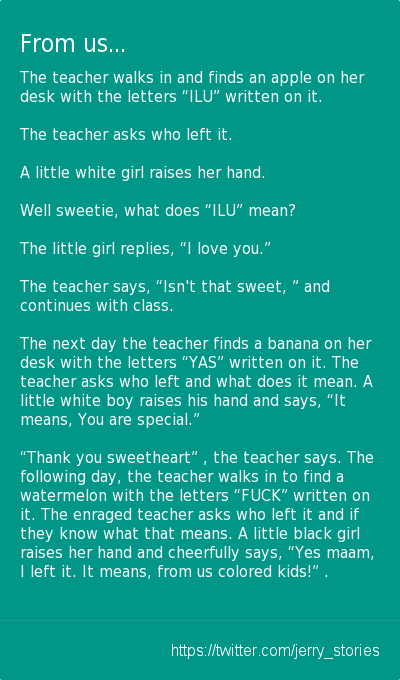 From us...
The teacher walks in and finds an apple on her
desk with the letters “ILU” written on it.
The teacher asks who left it.
A little white girl raises her hand.
Well sweetie, what does “ILU” mean?
The little girl replies, “I love you.”
The teacher says, “Isn't that sweet, ” and
continues with class.
The next day the teacher finds a banana on her
desk with the letters “YAS” written on it. The
teacher asks who left and what does it mean. A
little white boy raises his hand and says, “It
means, You are special.”
“Thank you sweetheart” , the teacher says. The
following day, the teacher walks in to find a
watermelon with the letters “FUCK” written on
it. The enraged teacher asks who left it and if
they know what that means. A little black girl
raises her hand and cheerfully says, “Yes maam,
I left it. It means, from us colored kids!” .
https://twitter.com/jerry_stories